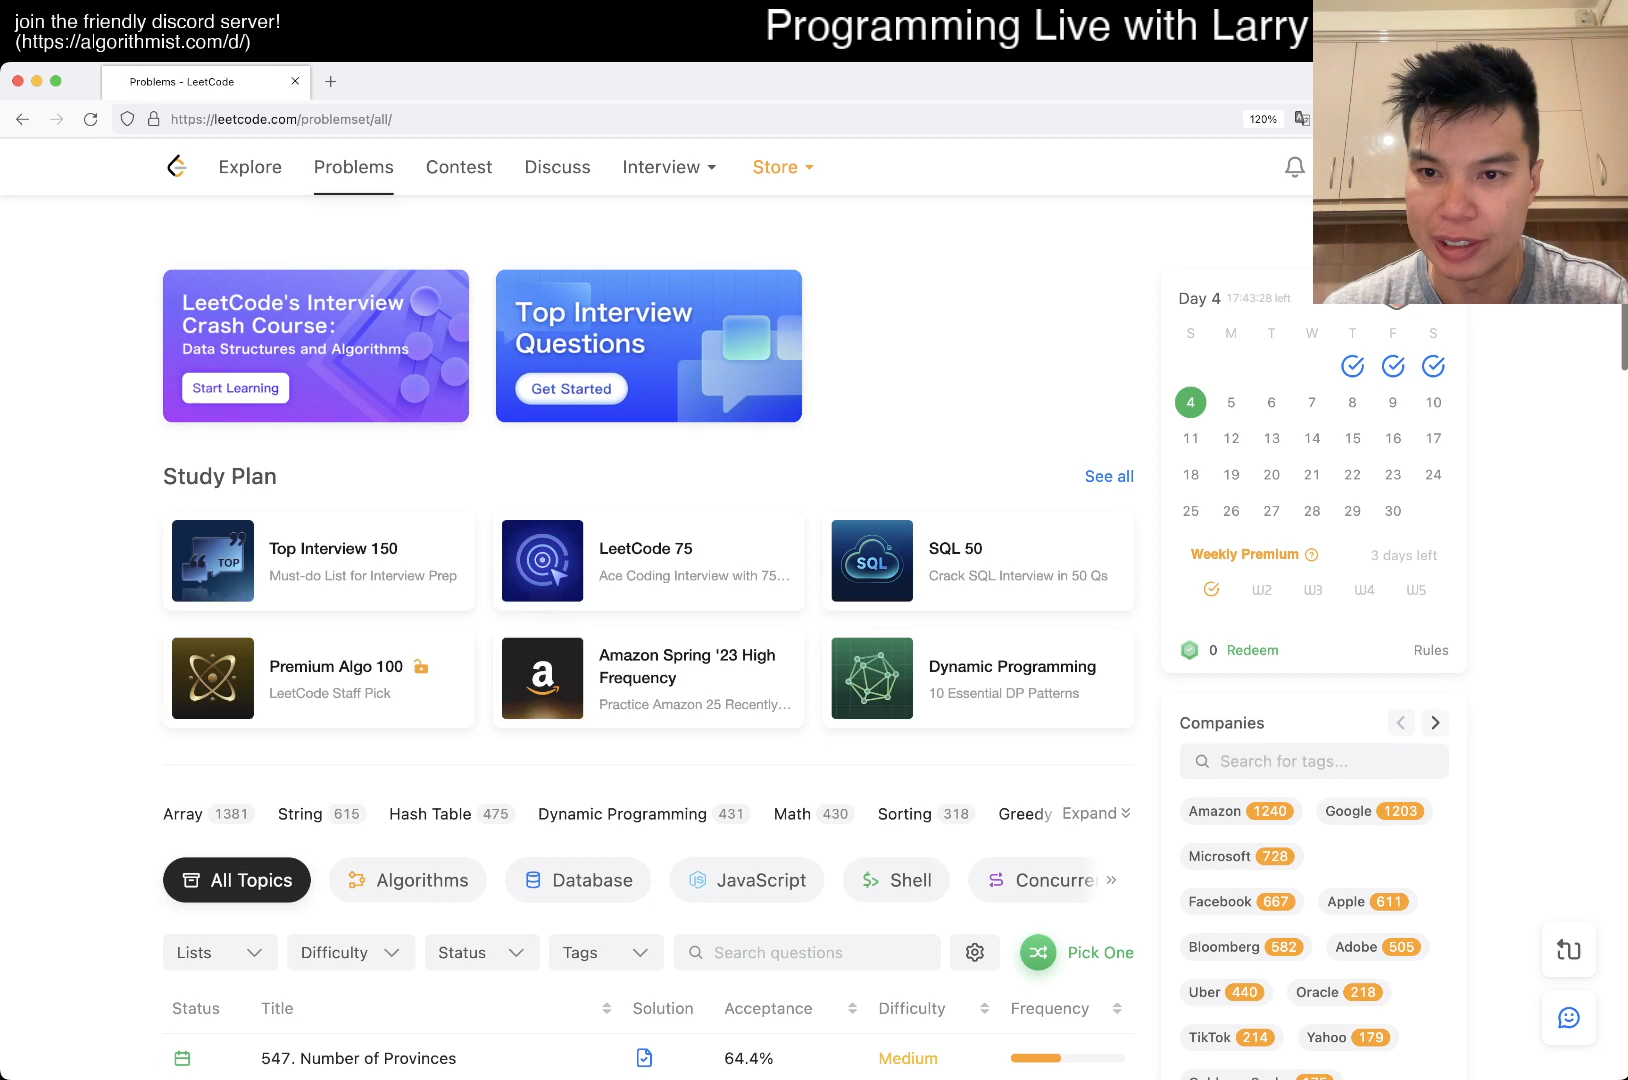 join the friendly discord server!
(https://algorithmist.com/d/)
Programming Live with Larry
Problems - LeetCode
https://leetcode.com/problemset/all/
120%
Explore
Problems
Contest
Discuss
Interview
Store
LeetCode's Interview
Crash Course:
Data Structures and Algorithms
Start Learning
Top Interview
Questions
Get Started
Day 4 17:43:28 left
S M T W T F S
4 5 6 7 8 9 10
11 12 13 14 15 16 17
18 19 20 21 22 23 24
25 26 27 28 29 30
Weekly Premium ? 3 days left
W2 W3 W4 W5
0 Redeem Rules
Study Plan
See all
TOP
Top Interview 150
Must-do List for Interview Prep
LeetCode 75
Ace Coding Interview with 75...
SQL
SQL 50
Crack SQL Interview in 50 Qs
Premium Algo 100
LeetCode Staff Pick
a
Amazon Spring '23 High
Frequency
Practice Amazon 25 Recently...
Dynamic Programming
10 Essential DP Patterns
Array 1381 String 615 Hash Table 475 Dynamic Programming 431 Math 430 Sorting 318 Greedy Expand
All Topics
Algorithms
Database
JavaScript
$> Shell
Concurre
Lists
Difficulty
Status
Tags
Search questions
Pick One
Status Title Solution Acceptance Difficulty Frequency
547. Number of Provinces 64.4% Medium
Companies
Search for tags...
Amazon 1240 Google 1203
Microsoft 728
Facebook 667 Apple 611
Bloomberg 582 Adobe 505
Uber 440 Oracle 218
TikTok 214 Yahoo 179